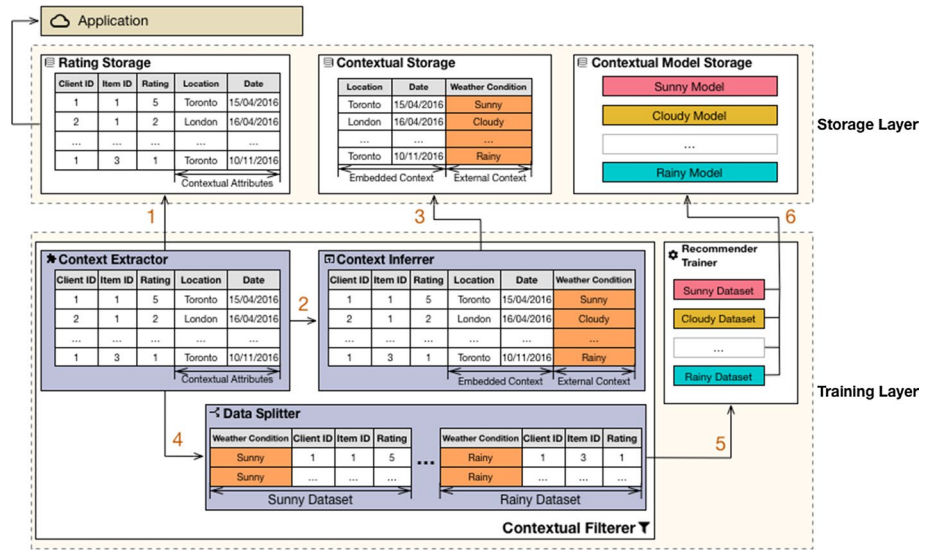 Application
Rating Storage
Client ID Item ID Rating Location Date
1 1 5 Toronto 15/04/2016
2 1 2 London 16/04/2016
... ... ... ... ...
1 3 1 Toronto 10/11/2016
Contextual Attributes
Contextual Storage
Location Date Weather Condition
Toronto 15/04/2016 Sunny
London 16/04/2016 Cloudy
... ... ...
Toronto 10/11/2016 Rainy
Embedded Context External Context
Contextual Model Storage
Sunny Model
Cloudy Model
...
Rainy Model
Storage Layer
1
3
6
Context Extractor
Client ID Item ID Rating Location Date
1 1 5 Toronto 15/04/2016
2 1 2 London 16/04/2016
... ... ... ... ...
1 3 1 Toronto 10/11/2016
Contextual Attributes
2
Context Inferrer
Client ID Item ID Rating Location Date Weather Condition
1 1 5 Toronto 15/04/2016 Sunny
2 1 2 London 16/04/2016 Cloudy
... ... ... ... ... ...
1 3 1 Toronto 10/11/2016 Rainy
Embedded Context External Context
Recommender
Trainer
Sunny Dataset
Cloudy Dataset
...
Rainy Dataset
Training Layer
4
Data Splitter
Weather Condition Client ID Item ID Rating
Sunny 1 1 5
Sunny ... ... ...
Sunny Dataset
...
Weather Condition Client ID Item ID Rating
Rainy 1 3 1
Rainy ... ... ...
Rainy Dataset
5
Contextual Filterer